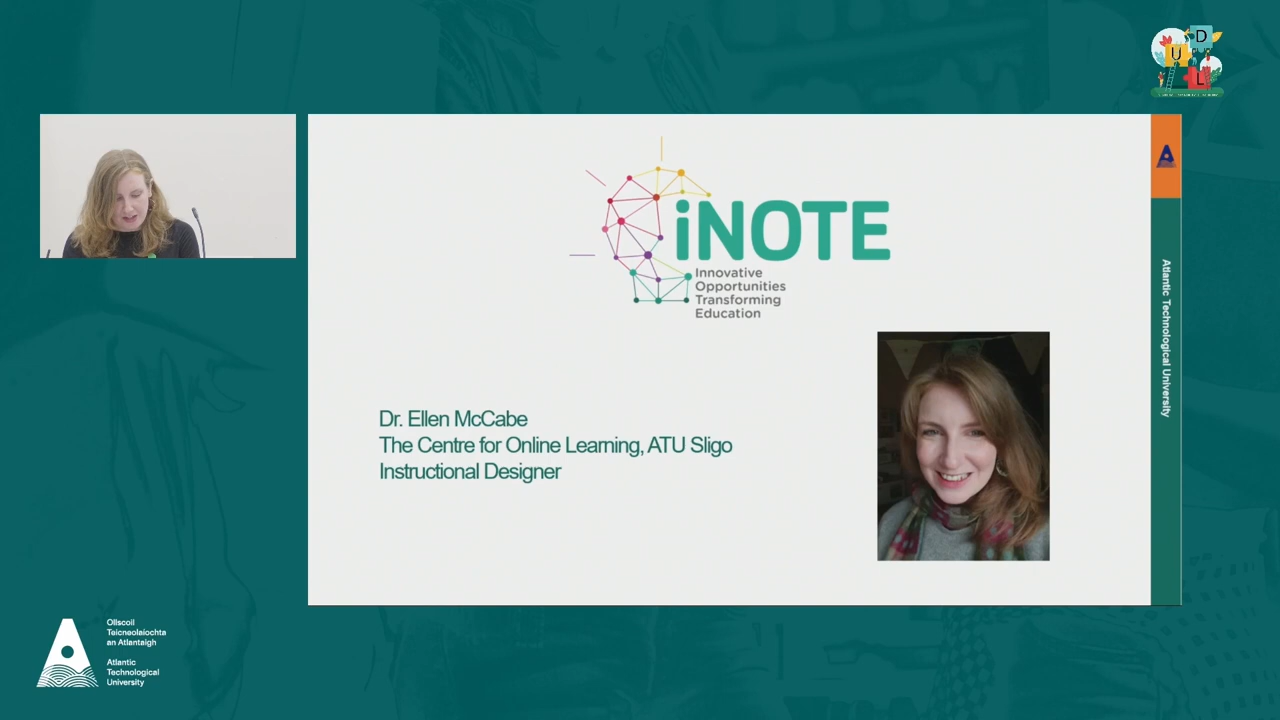 U
D
L
iNOTE
Innovative
Opportunities
Transforming
Education
Dr. Ellen McCabe
The Centre for Online Learning, ATU Sligo
Instructional Designer
Atlantic Technological University
Ollscoil
Teicneolaíochta
an Atlantaigh
Atlantic
Technological
University